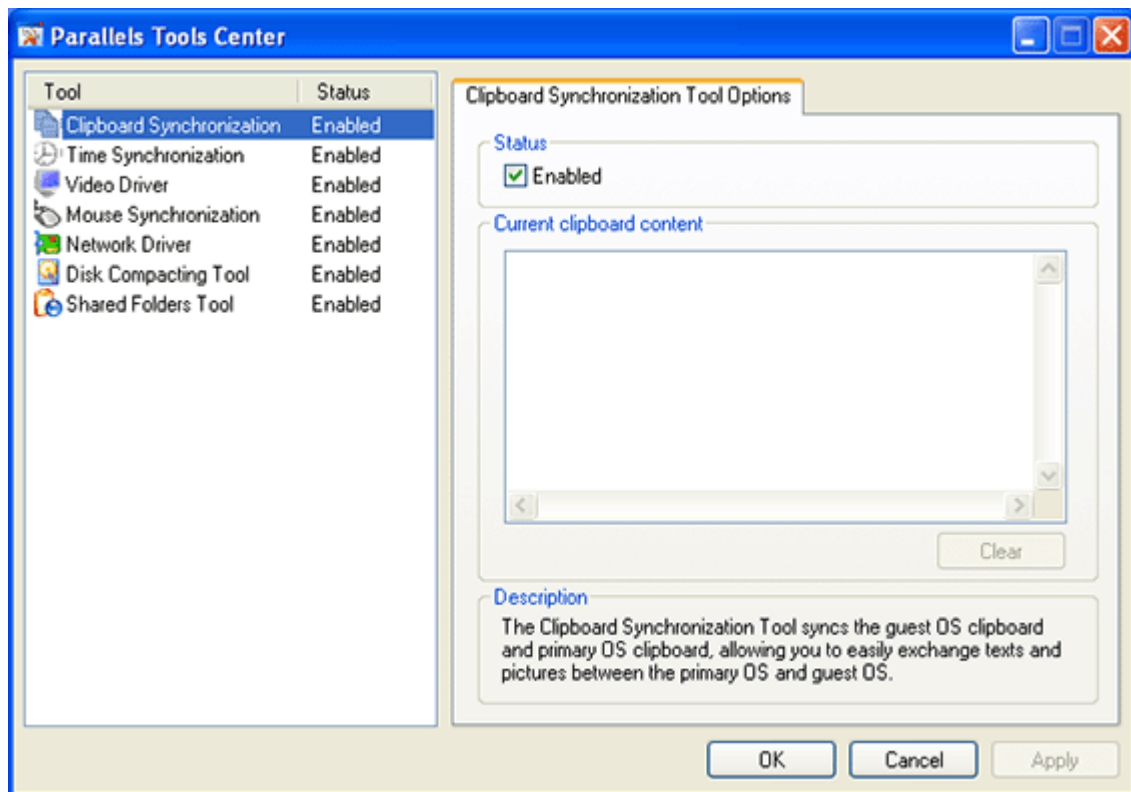 Parallels Tools Center
Tool Status
Clipboard Synchronization Enabled
Time Synchronization Enabled
Video Driver Enabled
Mouse Synchronization Enabled
Network Driver Enabled
Disk Compacting Tool Enabled
Shared Folders Tool Enabled
Clipboard Synchronization Tool Options
Status
Enabled
Current clipboard content
Clear
Description
The Clipboard Synchronization Tool syncs the guest OS clipboard
and primary OS clipboard, allowing you to easily exchange texts and
pictures between the primary OS and guest OS.
OK Cancel Apply